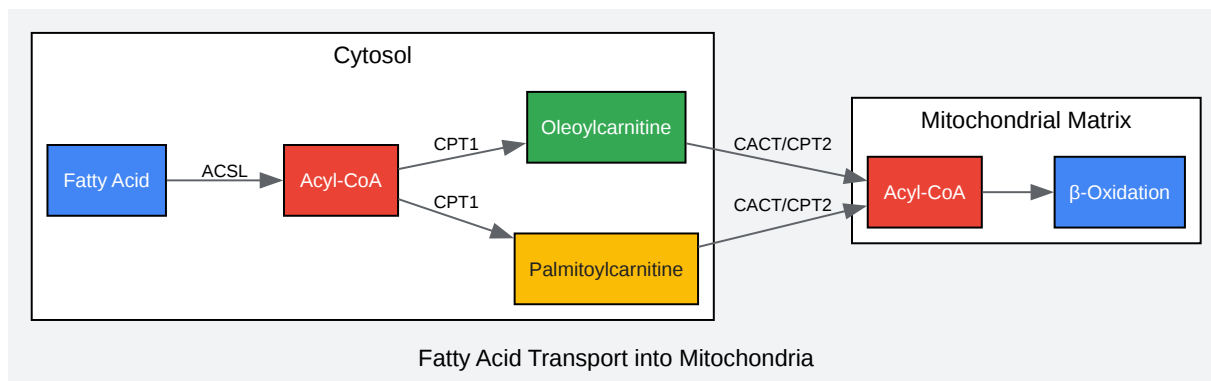 Cytosol
Fatty Acid
ACSL
Acyl-CoA
CPT1
Oleoylcarnitine
CACT/CPT2
CPT1
Palmitoylcarnitine
CACT/CPT2
Mitochondrial Matrix
Acyl-CoA
β-Oxidation
Fatty Acid Transport into Mitochondria